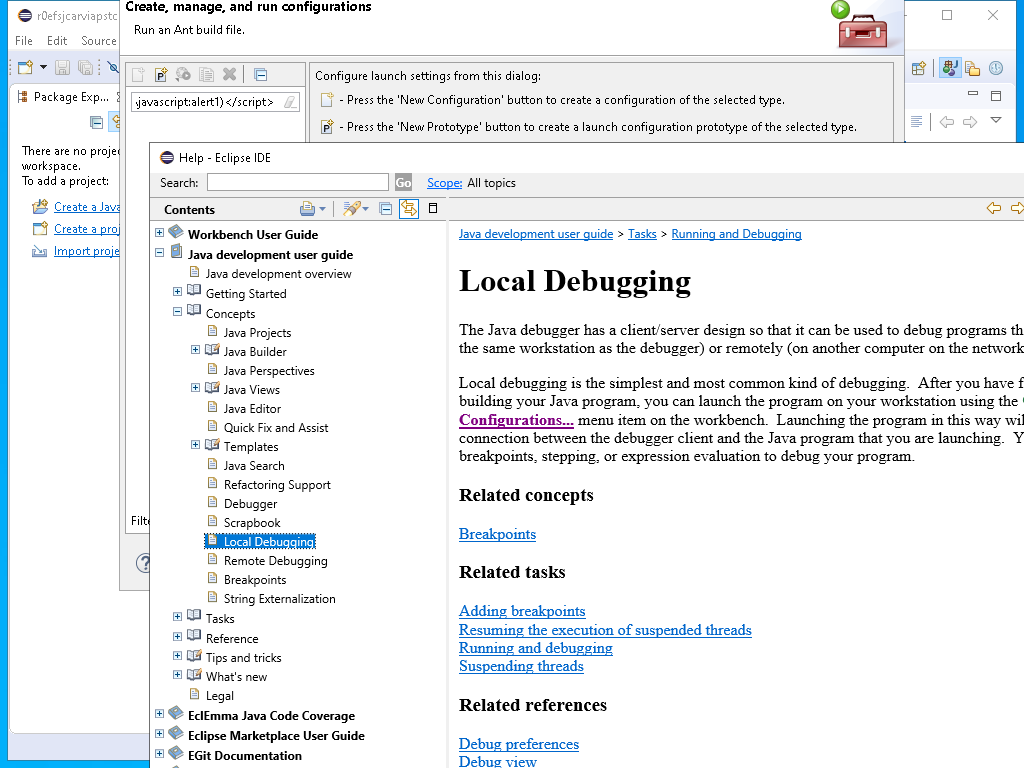 r0efsjcarviapstc
File Edit Source
Package Exp...
There are no proje
workspace.
To add a project:
Create a Java
Create a proj
Import proje
Create, manage, and run configurations
Run an Ant build file.
javascript:alert1)</script>
Configure launch settings from this dialog:
- Press the 'New Configuration' button to create a configuration of the selected type.
- Press the 'New Prototype' button to create a launch configuration prototype of the selected type.
Filte
Help - Eclipse IDE
Search: Go Scope: All topics
Contents
Workbench User Guide
Java development user guide
Java development overview
Getting Started
Concepts
Java Projects
Java Builder
Java Perspectives
Java Views
Java Editor
Quick Fix and Assist
Templates
Java Search
Refactoring Support
Debugger
Scrapbook
Local Debugging
Remote Debugging
Breakpoints
String Externalization
Tasks
Reference
Tips and tricks
What's new
Legal
EclEmma Java Code Coverage
Eclipse Marketplace User Guide
EGit Documentation
Java development user guide > Tasks > Running and Debugging
Local Debugging
The Java debugger has a client/server design so that it can be used to debug programs th
the same workstation as the debugger) or remotely (on another computer on the network
Local debugging is the simplest and most common kind of debugging. After you have f
building your Java program, you can launch the program on your workstation using the
Configurations... menu item on the workbench. Launching the program in this way wil
connection between the debugger client and the Java program that you are launching. Y
breakpoints, stepping, or expression evaluation to debug your program.
Related concepts
Breakpoints
Related tasks
Adding breakpoints
Resuming the execution of suspended threads
Running and debugging
Suspending threads
Related references
Debug preferences
Debug view